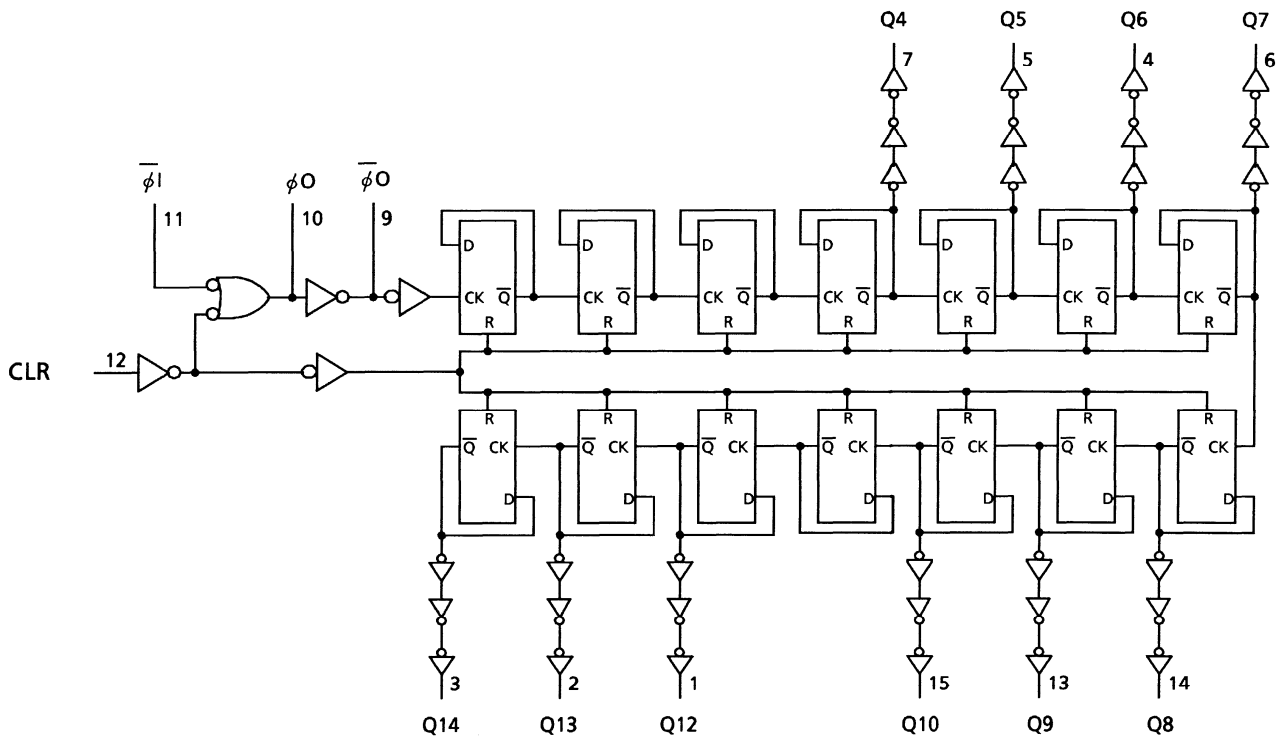 Q4 Q5 Q6 Q7
7 5 4 6
φ̅I φO φ̅O
11 10 9
D D D D D D D
CK Q̅ CK Q̅ CK Q̅ CK Q̅ CK Q̅ CK Q̅ CK Q̅
R R R R R R R
CLR 12
R R R R R R R
Q̅ CK Q̅ CK Q̅ CK Q̅ CK Q̅ CK Q̅ CK Q̅ CK
D D D D D D D
3 2 1 15 13 14
Q14 Q13 Q12 Q10 Q9 Q8